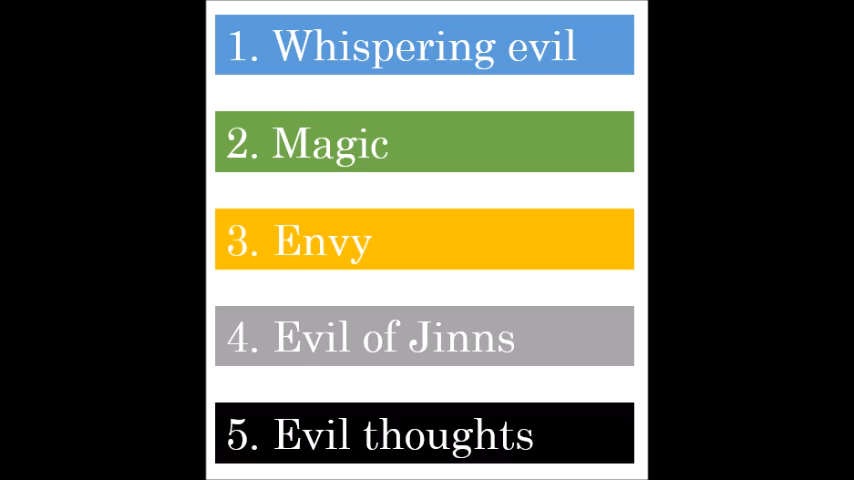 1. Whispering evil
2. Magic
3. Envy
4. Evil of Jinns
5. Evil thoughts